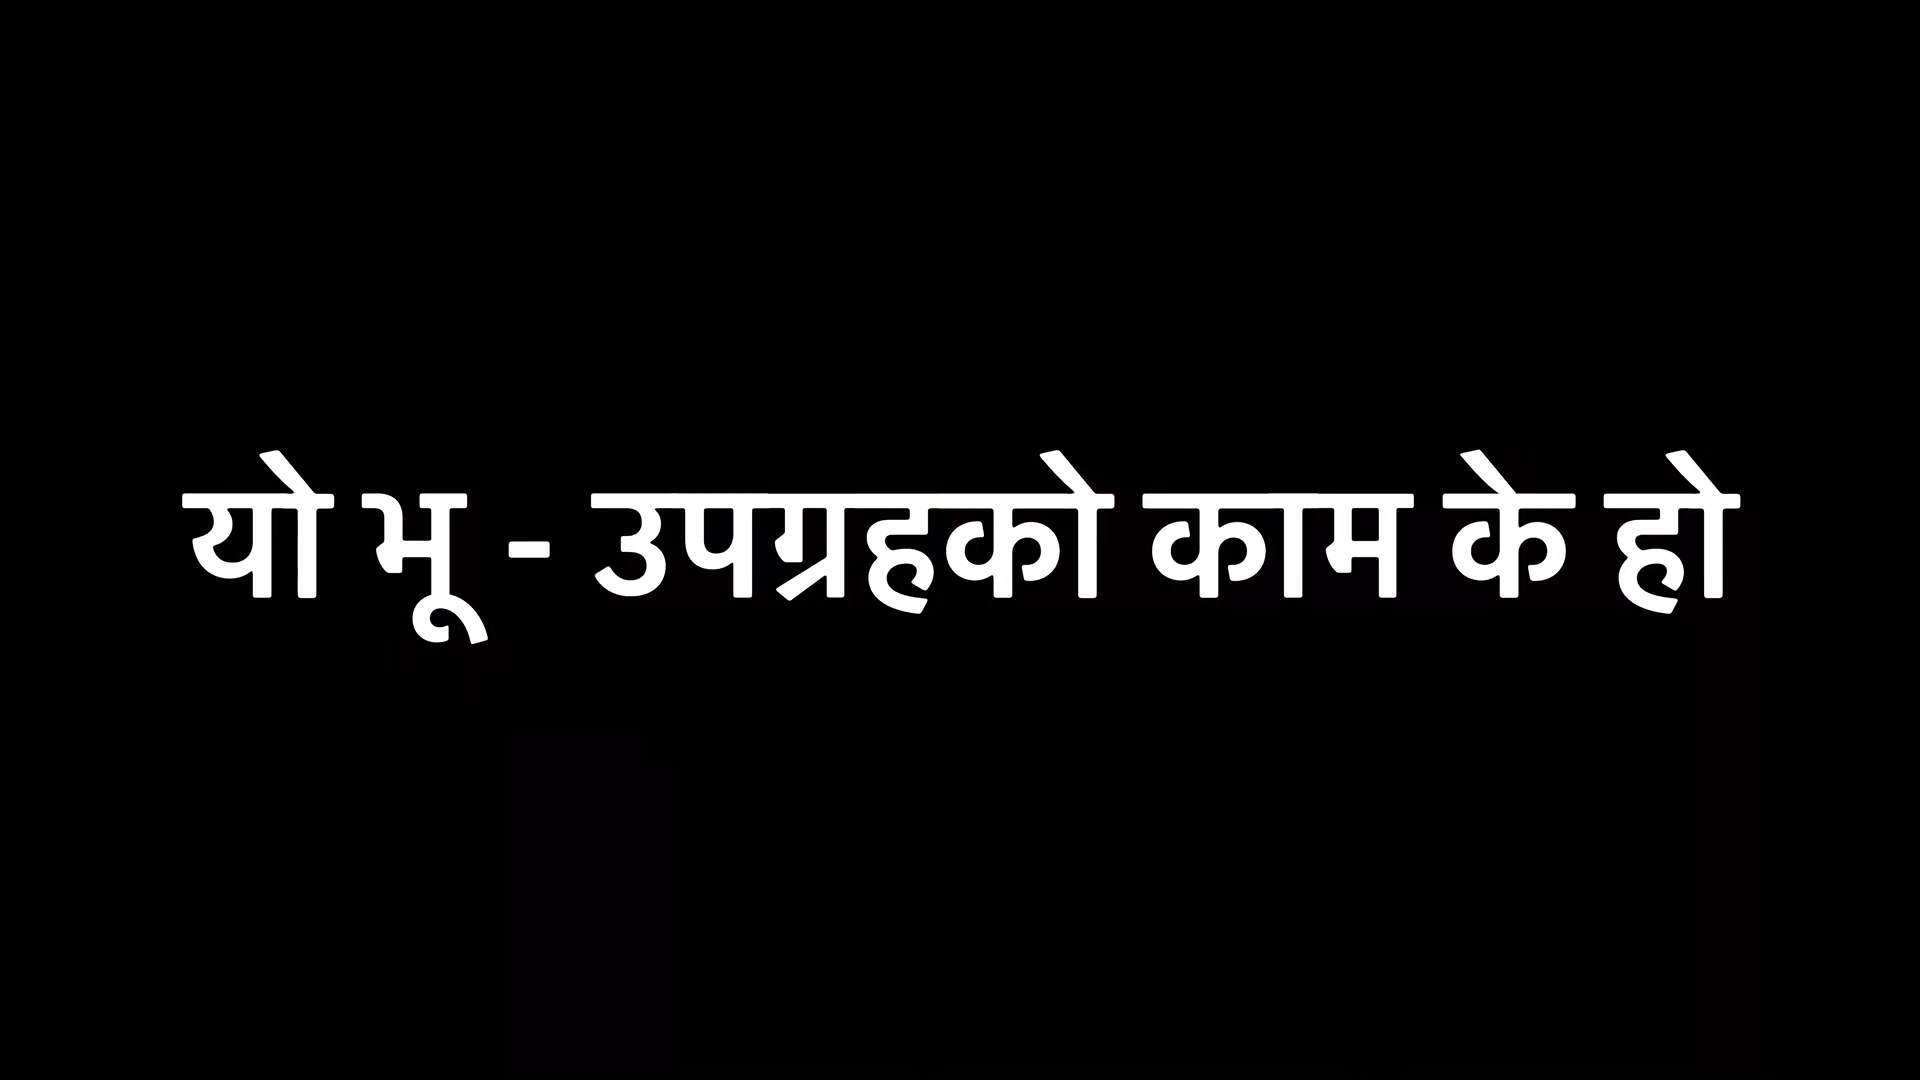 यो भू - उपग्रहको काम के हो